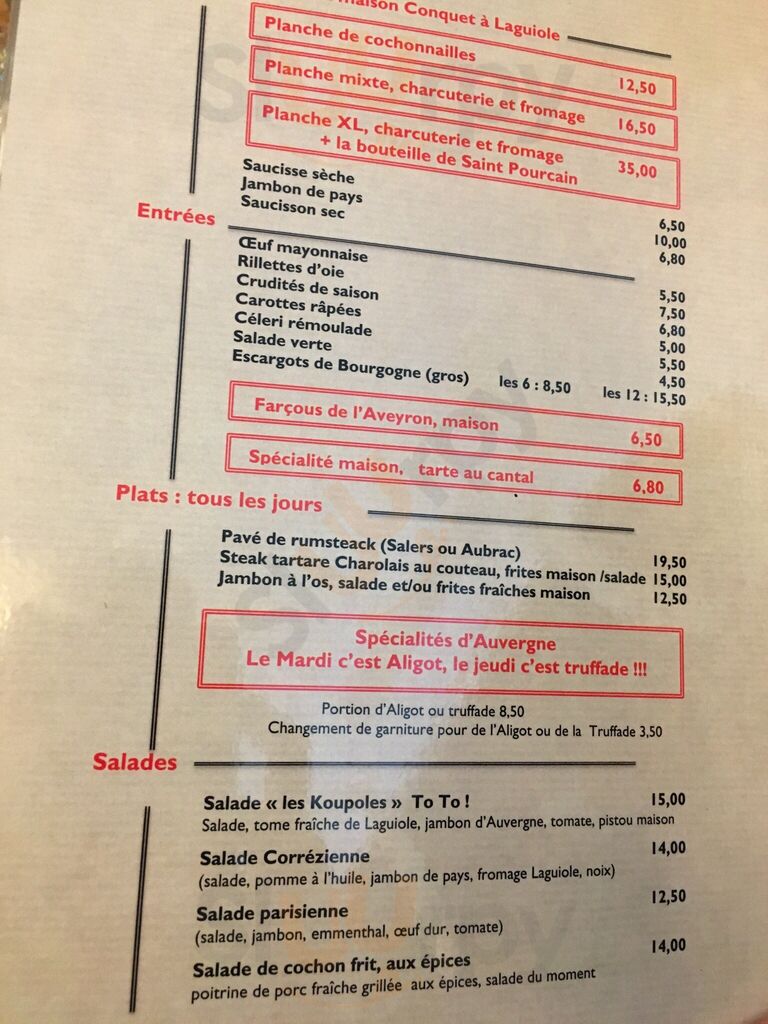 maison Conquet à Laguiole
Planche de cochonnailles 12,50
Planche mixte, charcuterie et fromage 16,50
Planche XL, charcuterie et fromage
+ la bouteille de Saint Pourcain 35,00
Saucisse sèche 6,50
Jambon de pays 10,00
Saucisson sec 6,80
Entrées
Œuf mayonnaise 5,50
Rillettes d'oie 7,50
Crudités de saison 6,80
Carottes râpées 5,00
Céleri rémoulade 5,50
Salade verte 4,50
Escargots de Bourgogne (gros) les 6 : 8,50 les 12 : 15,50
Farçous de l'Aveyron, maison 6,50
Spécialité maison, tarte au cantal 6,80
Plats : tous les jours
Pavé de rumsteack (Salers ou Aubrac) 19,50
Steak tartare Charolais au couteau, frites maison /salade 15,00
Jambon à l'os, salade et/ou frites fraîches maison 12,50
Spécialités d'Auvergne
Le Mardi c'est Aligot, le jeudi c'est truffade !!!
Portion d'Aligot ou truffade 8,50
Changement de garniture pour de l'Aligot ou de la Truffade 3,50
Salades
Salade « les Koupoles » To To ! 15,00
Salade, tome fraîche de Laguiole, jambon d'Auvergne, tomate, pistou maison
Salade Corrézienne 14,00
(salade, pomme à l'huile, jambon de pays, fromage Laguiole, noix)
Salade parisienne 12,50
(salade, jambon, emmenthal, œuf dur, tomate)
Salade de cochon frit, aux épices 14,00
poitrine de porc fraîche grillée aux épices, salade du moment